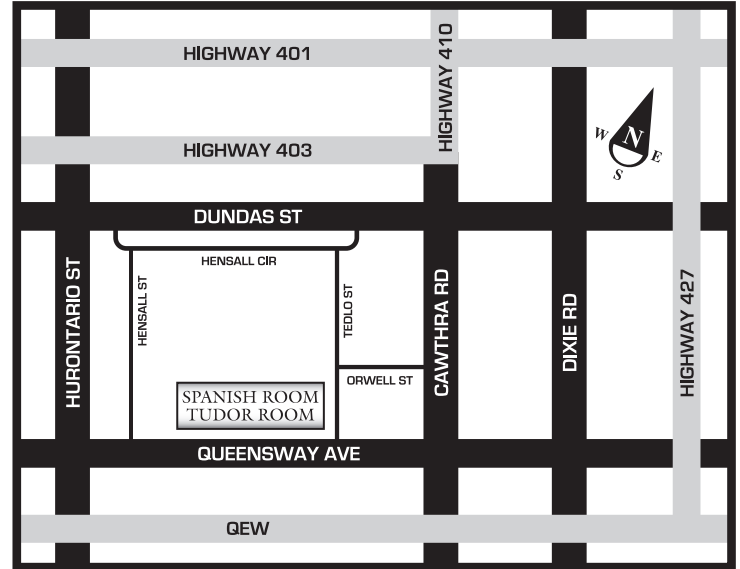 HIGHWAY 401
HIGHWAY 410
HIGHWAY 403
W
N
E
S
DUNDAS ST
HENSALL CIR
HURONTARIO ST
HENSALL ST
TEDLO ST
CAWTHRA RD
DIXIE RD
HIGHWAY 427
ORWELL ST
SPANISH ROOM
TUDOR ROOM
QUEENSWAY AVE
QEW